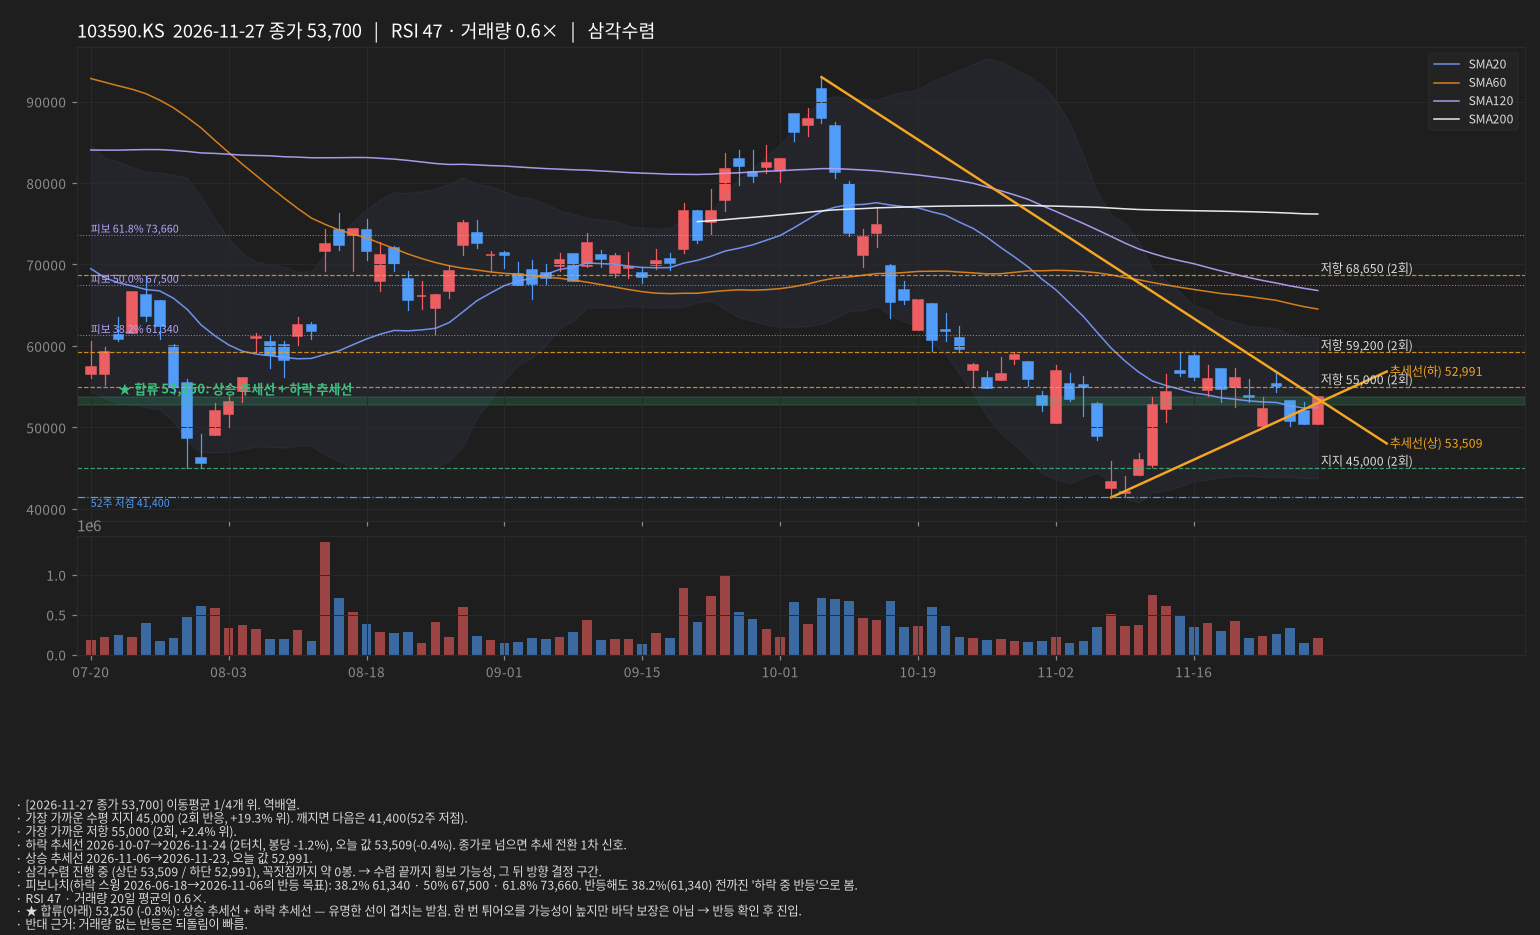 103590.KS 2026-11-27 종가 53,700 | RSI 47 · 거래량 0.6× | 삼각수렴
SMA20
SMA60
SMA120
SMA200
90000
80000
70000
60000
50000
40000
피보 61.8% 73,660
저항 68,650 (2회)
피보 50.0% 67,500
피보 38.2% 61,340
저항 59,200 (2회)
추세선(하) 52,991
저항 55,000 (2회)
★ 합류 53,250: 상승 추세선 + 하락 추세선
추세선(상) 53,509
지지 45,000 (2회)
52주 저점 41,400
1e6
1.0
0.5
0.0
07-20 08-03 08-18 09-01 09-15 10-01 10-19 11-02 11-16
· [2026-11-27 종가 53,700] 이동평균 1/4개 위. 역배열.
· 가장 가까운 수평 지지 45,000 (2회 반응, +19.3% 위). 깨지면 다음은 41,400(52주 저점).
· 가장 가까운 저항 55,000 (2회, +2.4% 위).
· 하락 추세선 2026-10-07→2026-11-24 (2터치, 봉당 -1.2%), 오늘 값 53,509(-0.4%). 종가로 넘으면 추세 전환 1차 신호.
· 상승 추세선 2026-11-06→2026-11-23, 오늘 값 52,991.
· 삼각수렴 진행 중 (상단 53,509 / 하단 52,991), 꼭짓점까지 약 0봉. → 수렴 끝까지 횡보 가능성, 그 뒤 방향 결정 구간.
· 피보나치(하락 스윙 2026-06-18→2026-11-06의 반등 목표): 38.2% 61,340 · 50% 67,500 · 61.8% 73,660. 반등해도 38.2%(61,340) 전까진 '하락 중 반등'으로 봄.
· RSI 47 · 거래량 20일 평균의 0.6×.
· ★ 합류(아래) 53,250 (-0.8%): 상승 추세선 + 하락 추세선 — 유명한 선이 겹치는 받침. 한 번 튀어오를 가능성이 높지만 바닥 보장은 아님 → 반등 확인 후 진입.
· 반대 근거: 거래량 없는 반등은 되돌림이 빠름.